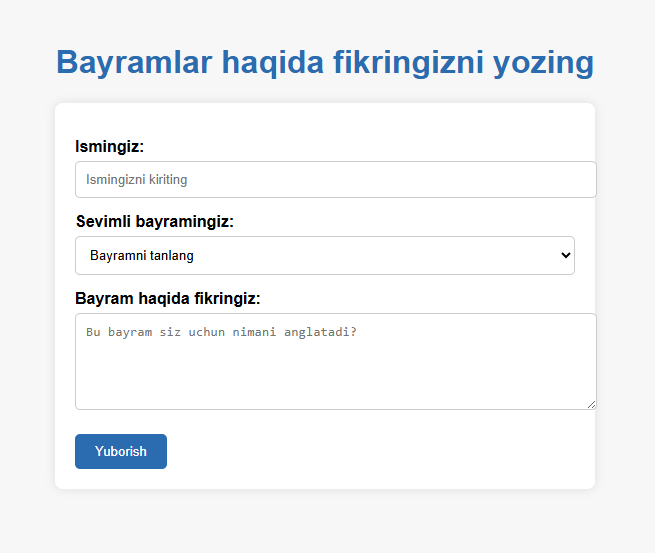 Bayramlar haqida fikringizni yozing
Ismingiz:
Ismingizni kiriting
Sevimli bayramingiz:
Bayramni tanlang
Bayram haqida fikringiz:
Bu bayram siz uchun nimani anglatadi?
Yuborish